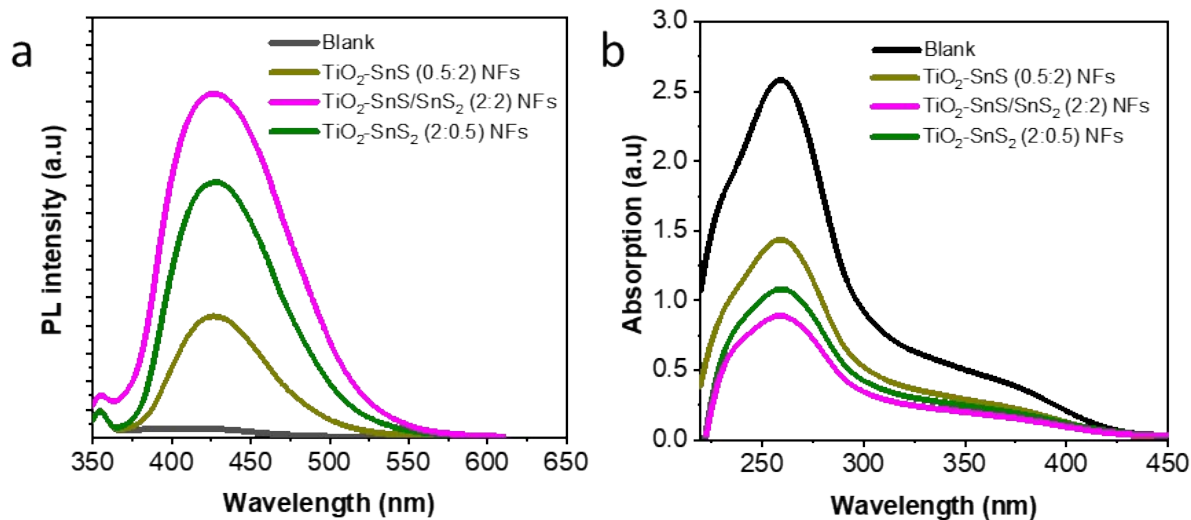 a
Blank
TiO₂-SnS (0.5:2) NFs
TiO₂-SnS/SnS₂ (2:2) NFs
TiO₂-SnS₂ (2:0.5) NFs
PL intensity (a.u)
350 400 450 500 550 600 650
Wavelength (nm)
b
Blank
TiO₂-SnS (0.5:2) NFs
TiO₂-SnS/SnS₂ (2:2) NFs
TiO₂-SnS₂ (2:0.5) NFs
Absorption (a.u)
3.0
2.5
2.0
1.5
1.0
0.5
0.0
250 300 350 400 450
Wavelength (nm)